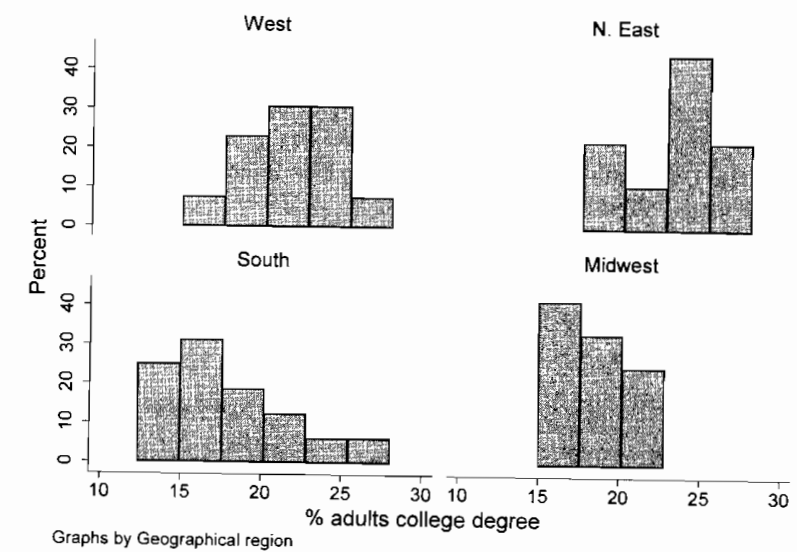 West
N. East
40
30
20
10
0
South
Midwest
Percent
40
30
20
10
0
10 15 20 25 30
10 15 20 25 30
% adults college degree
Graphs by Geographical region